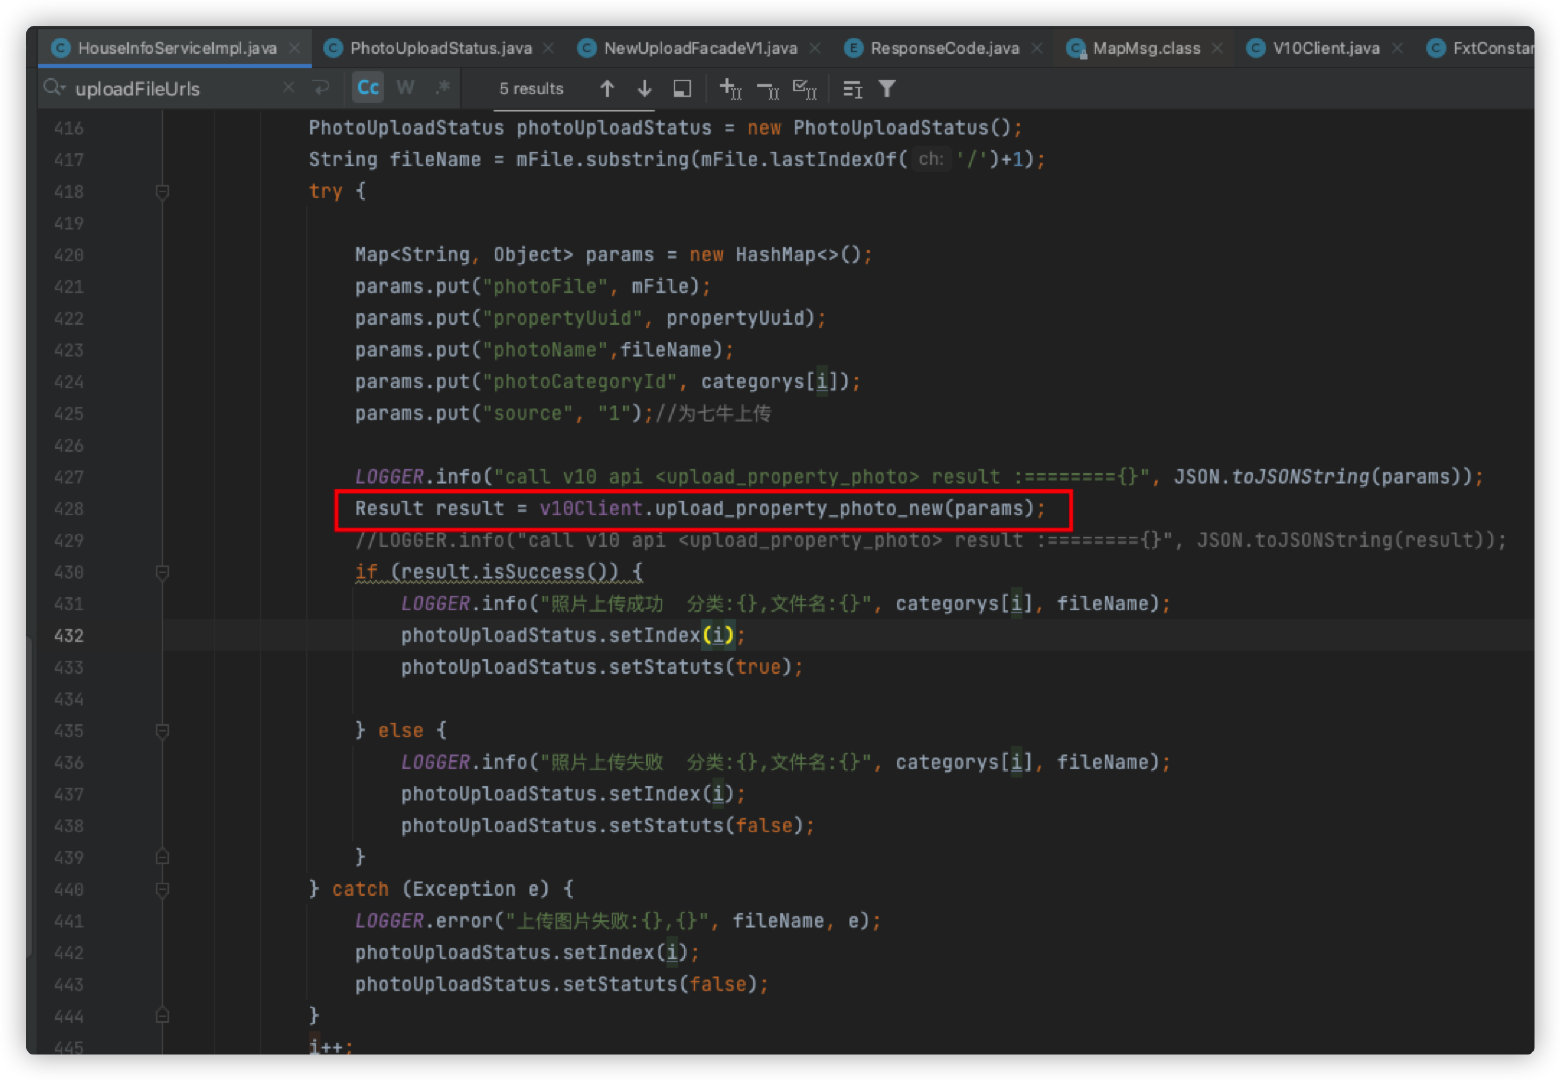 HouseInfoServiceImpl.java PhotoUploadStatus.java NewUploadFacadeV1.java ResponseCode.java MapMsg.class V10Client.java FxtConstar
uploadFileUrls Cc W .* 5 results
416 PhotoUploadStatus photoUploadStatus = new PhotoUploadStatus();
417 String fileName = mFile.substring(mFile.lastIndexOf( ch: '/')+1);
418 try {
419
420 Map<String, Object> params = new HashMap<>();
421 params.put("photoFile", mFile);
422 params.put("propertyUuid", propertyUuid);
423 params.put("photoName",fileName);
424 params.put("photoCategoryId", categorys[i]);
425 params.put("source", "1");//为七牛上传
426
427 LOGGER.info("call v10 api <upload_property_photo> result :========{}", JSON.toJSONString(params));
428 Result result = v10Client.upload_property_photo_new(params);
429 //LOGGER.info("call v10 api <upload_property_photo> result :========{}", JSON.toJSONString(result));
430 if (result.isSuccess()) {
431 LOGGER.info("照片上传成功  分类:{},文件名:{}", categorys[i], fileName);
432 photoUploadStatus.setIndex(i);
433 photoUploadStatus.setStatuts(true);
434
435 } else {
436 LOGGER.info("照片上传失败  分类:{},文件名:{}", categorys[i], fileName);
437 photoUploadStatus.setIndex(i);
438 photoUploadStatus.setStatuts(false);
439 }
440 } catch (Exception e) {
441 LOGGER.error("上传图片失败:{},{}", fileName, e);
442 photoUploadStatus.setIndex(i);
443 photoUploadStatus.setStatuts(false);
444 }
445 i++;